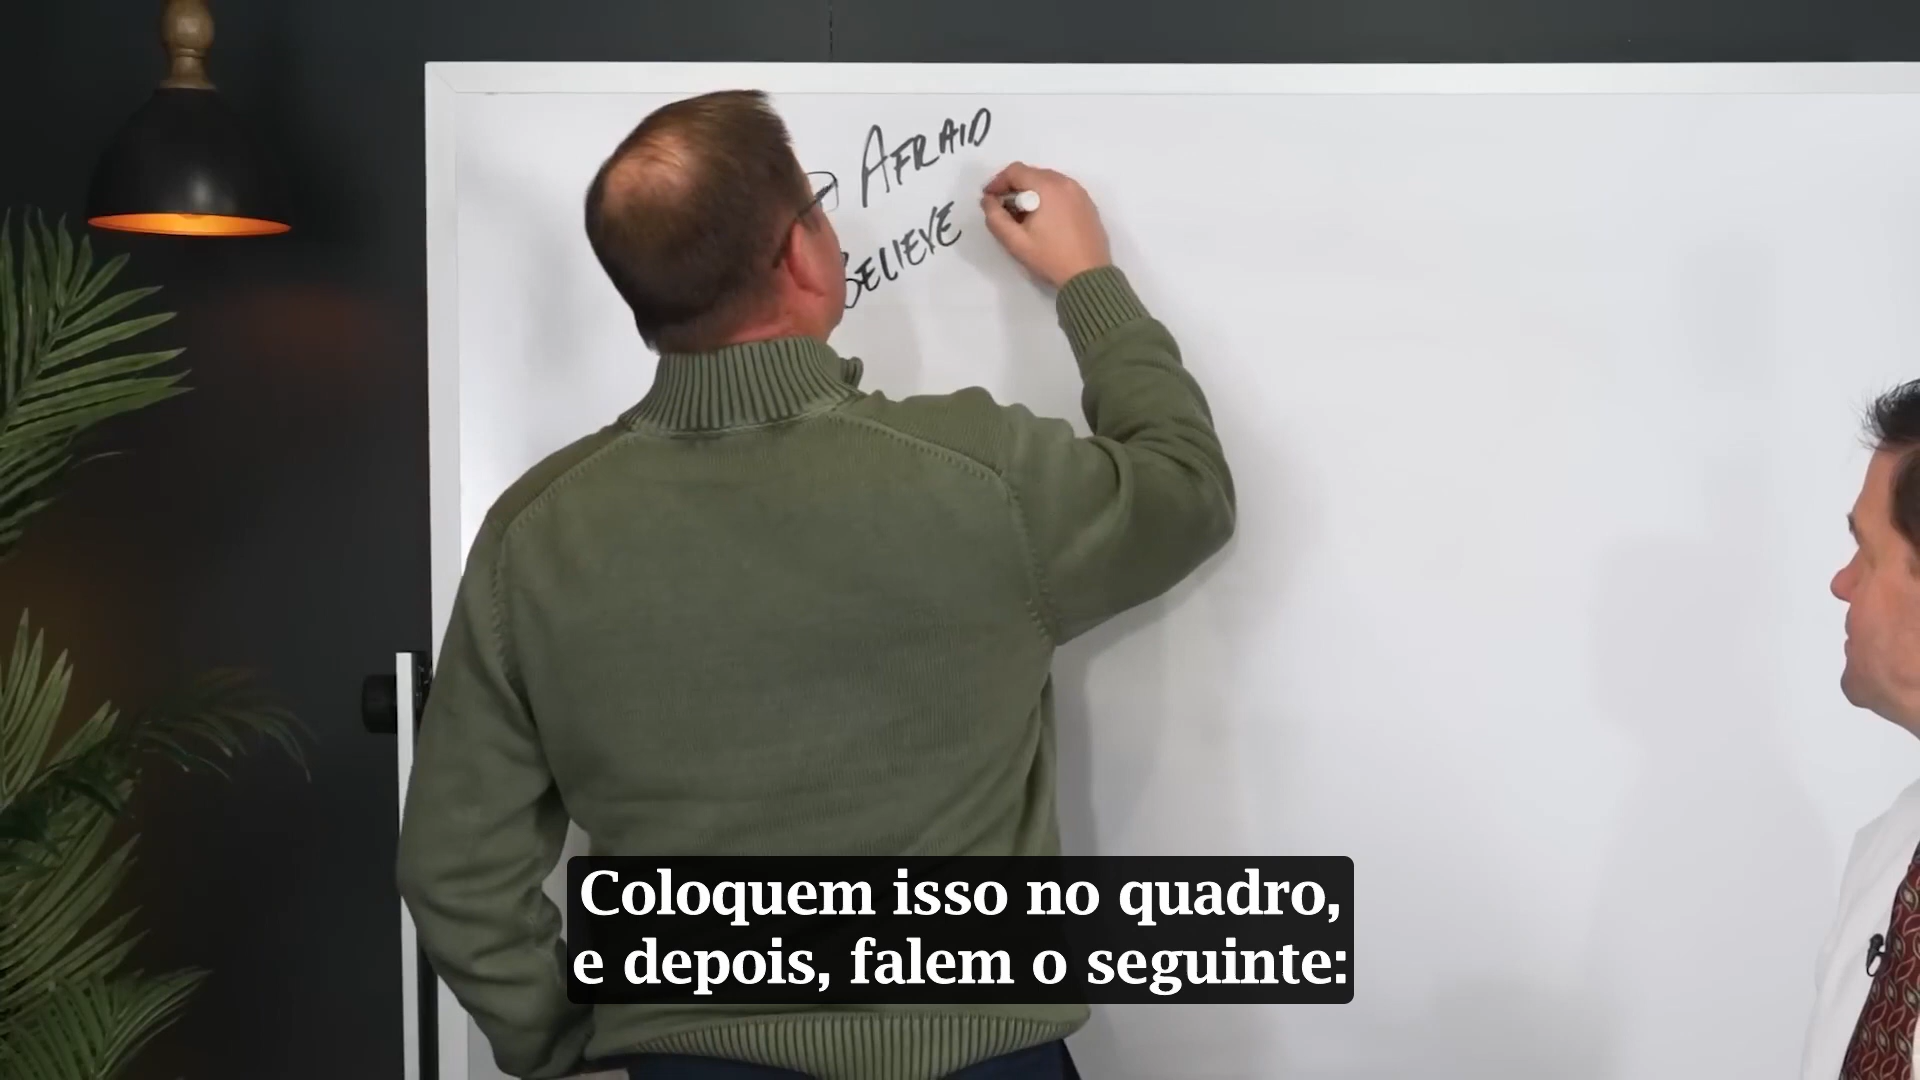 AFRAID
BELIEVE
Coloquem isso no quadro,
e depois, falem o seguinte: